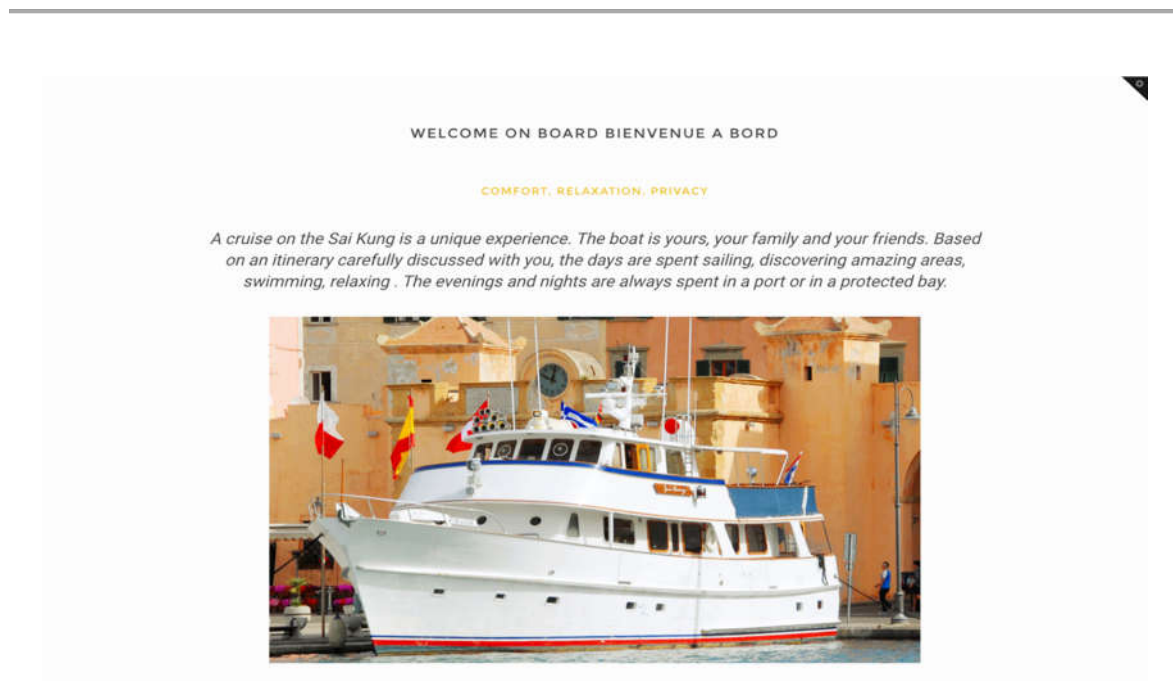 WELCOME ON BOARD BIENVENUE A BORD
COMFORT, RELAXATION, PRIVACY
A cruise on the Sai Kung is a unique experience. The boat is yours, your family and your friends. Based
on an itinerary carefully discussed with you, the days are spent sailing, discovering amazing areas,
swimming, relaxing . The evenings and nights are always spent in a port or in a protected bay.